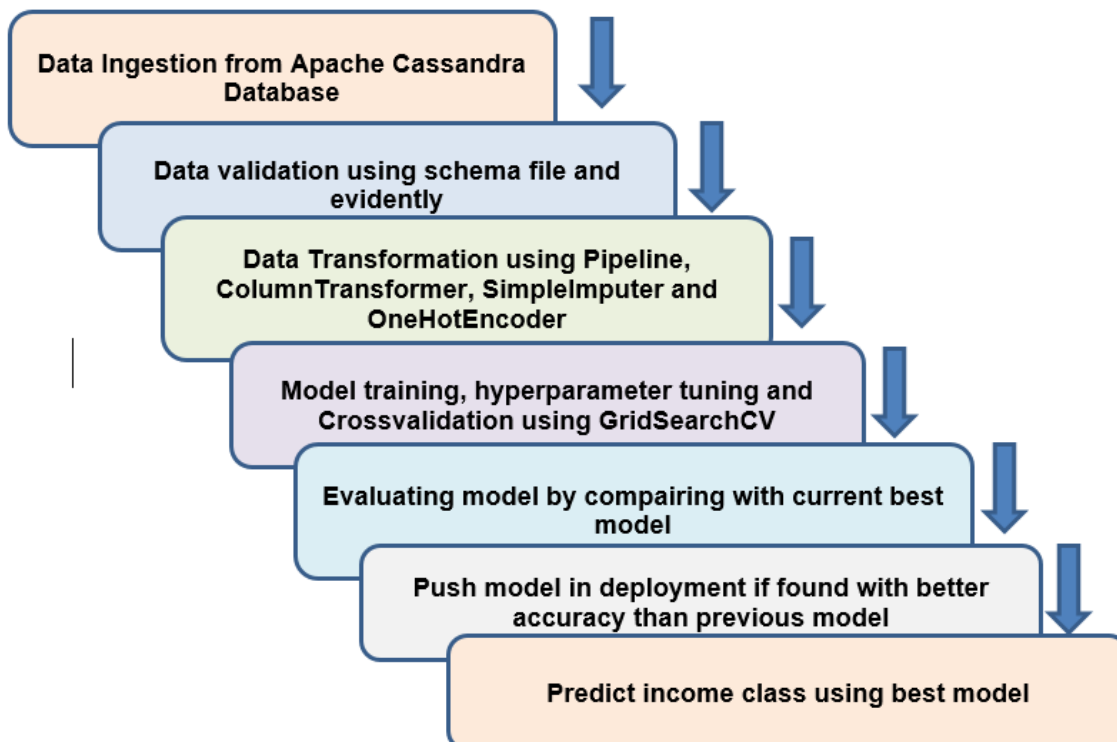 Data Ingestion from Apache Cassandra
Database
Data validation using schema file and
evidently
Data Transformation using Pipeline,
ColumnTransformer, SimpleImputer and
OneHotEncoder
Model training, hyperparameter tuning and
Crossvalidation using GridSearchCV
Evaluating model by compairing with current best
model
Push model in deployment if found with better
accuracy than previous model
Predict income class using best model